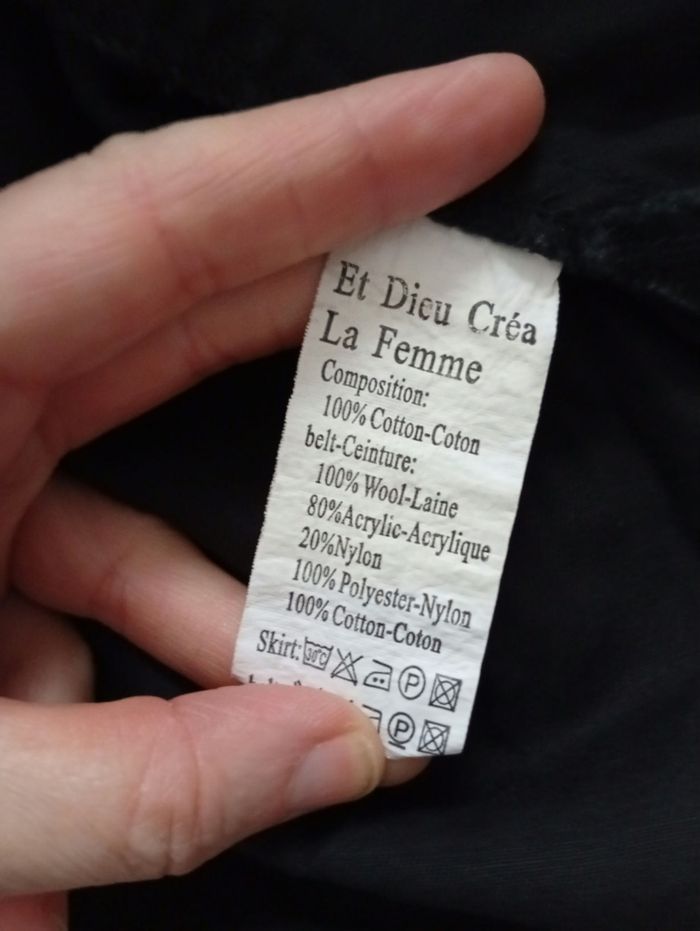 Et Dieu Créa
La Femme
Composition:
100% Cotton-Coton
belt-Ceinture:
100% Wool-Laine
80%Acrylic-Acrylique
20%Nylon
100% Polyester-Nylon
100% Cotton-Coton
Skirt: 30°C P
P